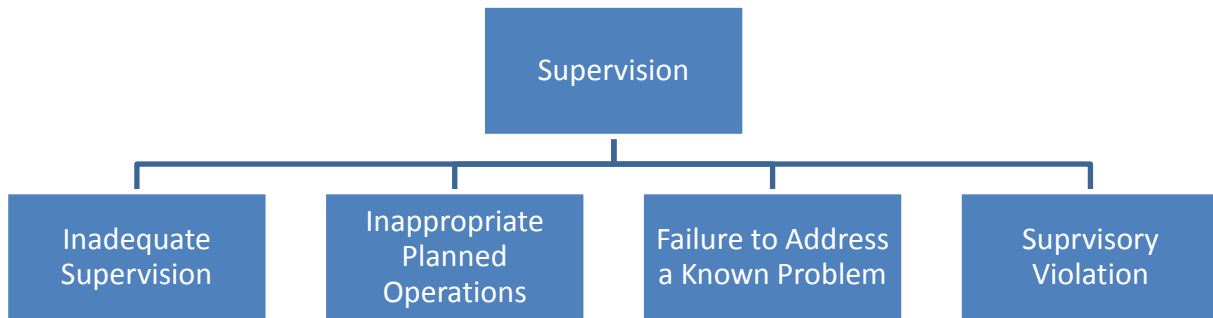 Supervision
Inadequate
Supervision
Inappropriate
Planned
Operations
Failure to Address
a Known Problem
Suprvisory
Violation